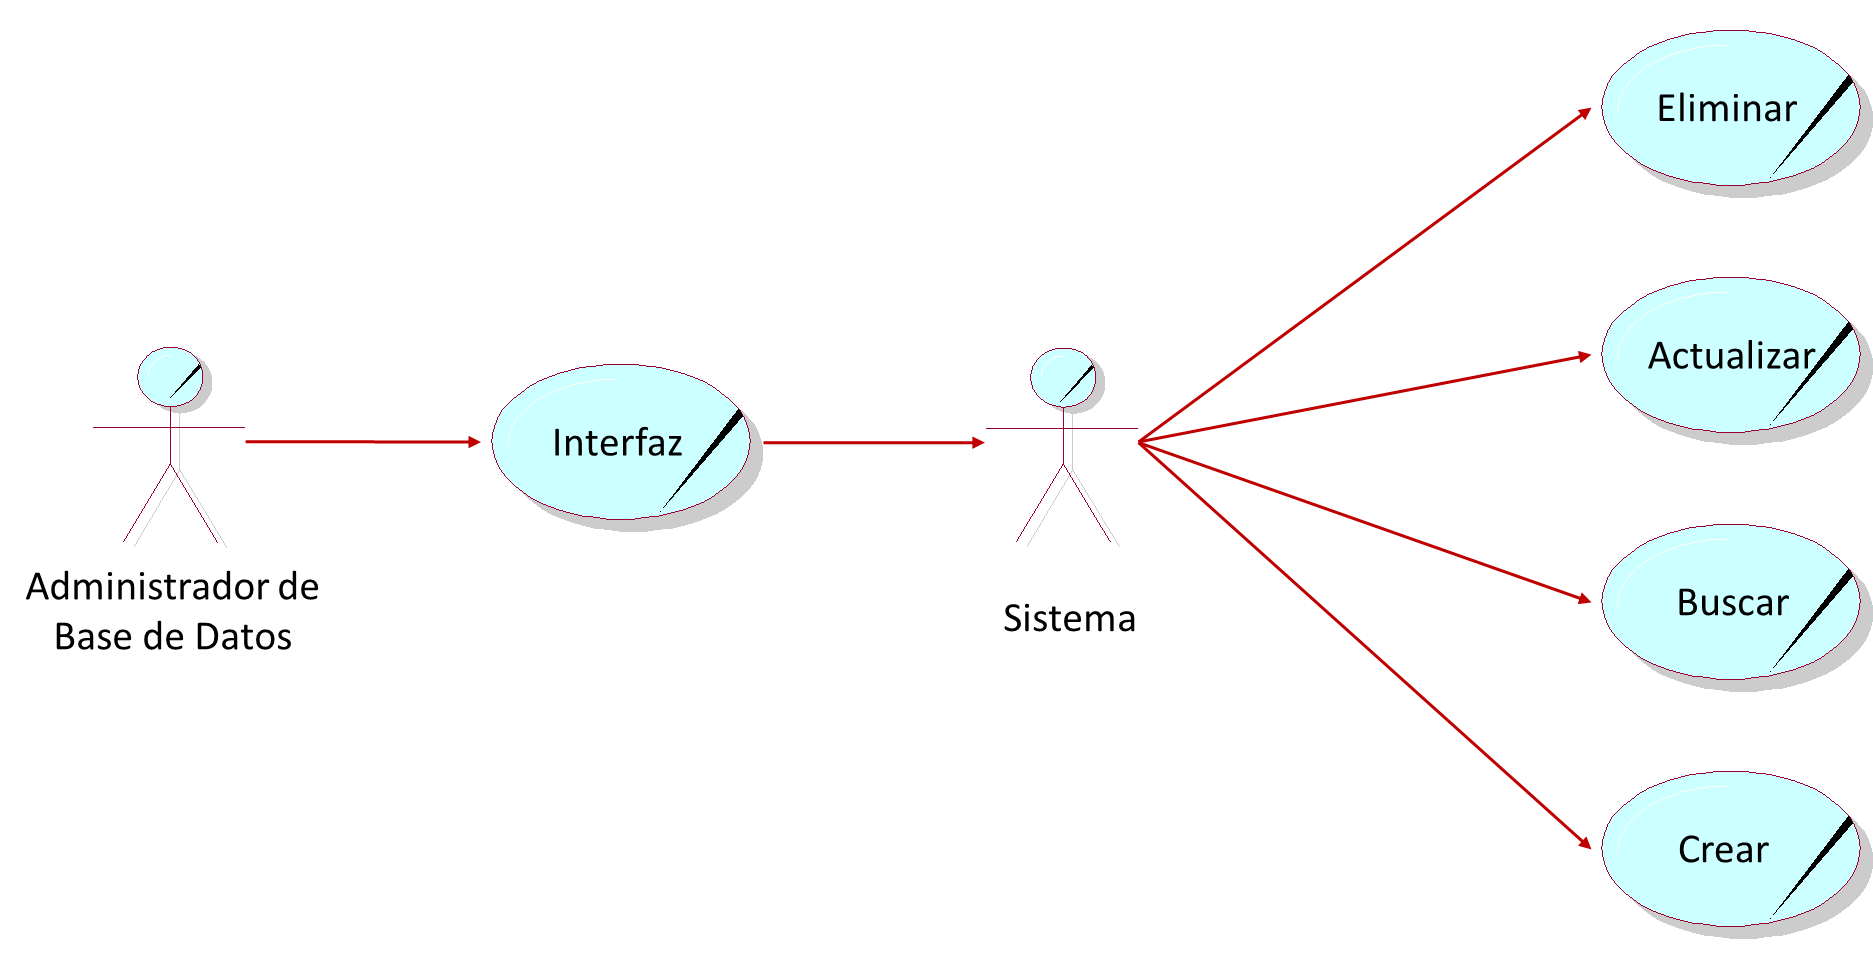 Eliminar
Actualizar
Interfaz
Administrador de
Base de Datos
Sistema
Buscar
Crear